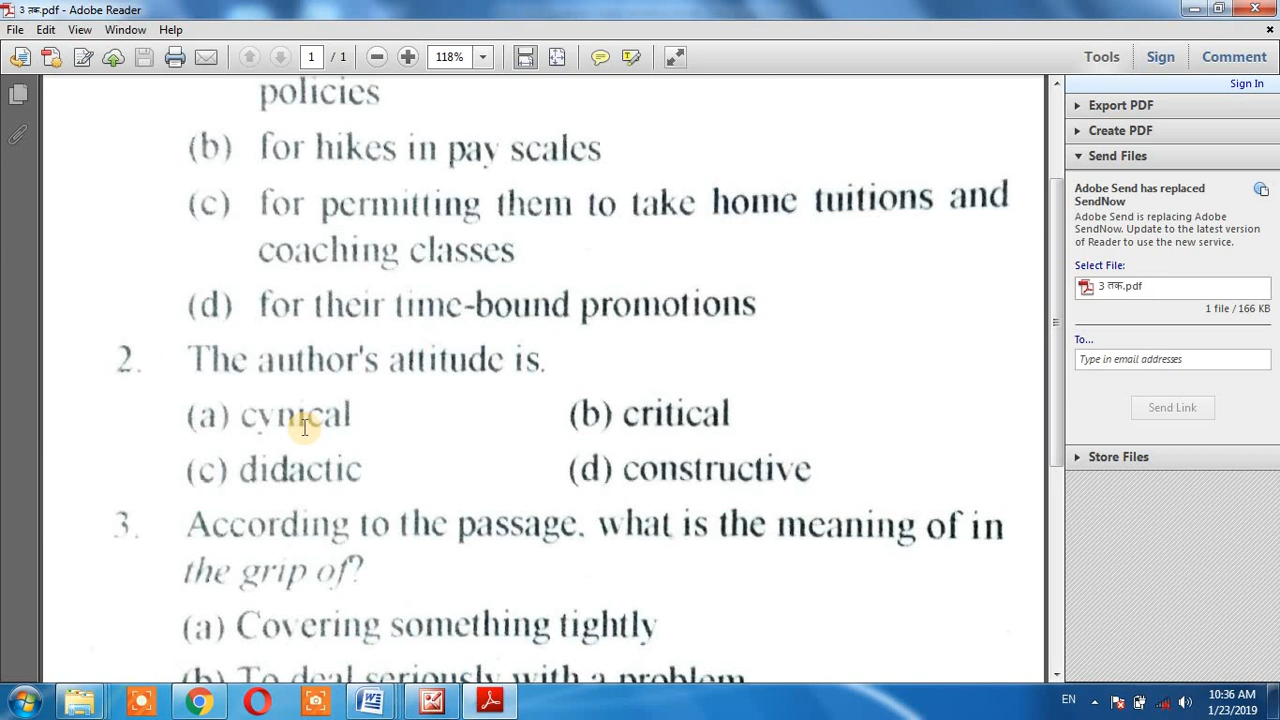 3 तक.pdf - Adobe Reader
File Edit View Window Help
1 / 1 118% Tools Sign Comment
Sign In
policies
(b) for hikes in pay scales
(c) for permitting them to take home tuitions and
coaching classes
(d) for their time-bound promotions
2. The author's attitude is.
(a) cynical (b) critical
(c) didactic (d) constructive
3. According to the passage, what is the meaning of in
the grip of?
(a) Covering something tightly
(b) To deal seriously with a problem
Export PDF
Create PDF
Send Files
Adobe Send has replaced
SendNow.
Adobe Send is replacing Adobe
SendNow. Update to the latest version
of Reader to use the new service.
Select File:
3 तक.pdf
1 file / 166 KB
To...
Type in email addresses
Send Link
Store Files
EN 10:36 AM
1/23/2019